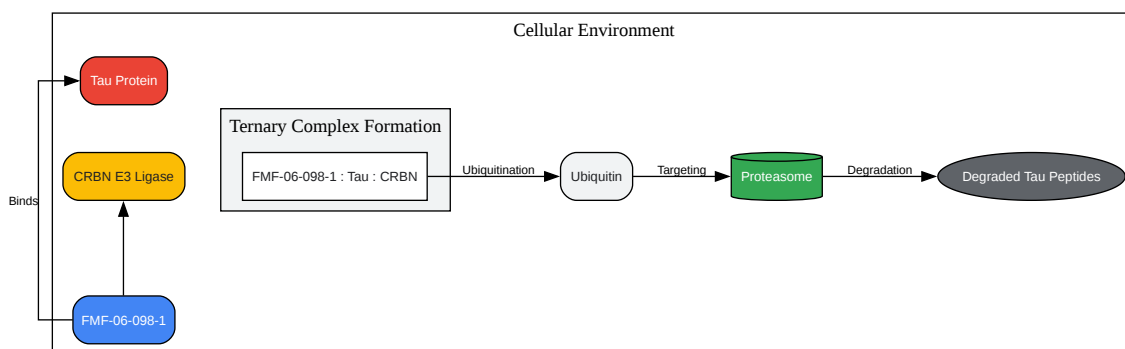 Cellular Environment
Tau Protein
Ternary Complex Formation
CRBN E3 Ligase
FMF-06-098-1 : Tau : CRBN
Ubiquitination
Ubiquitin
Targeting
Proteasome
Degradation
Degraded Tau Peptides
Binds
FMF-06-098-1